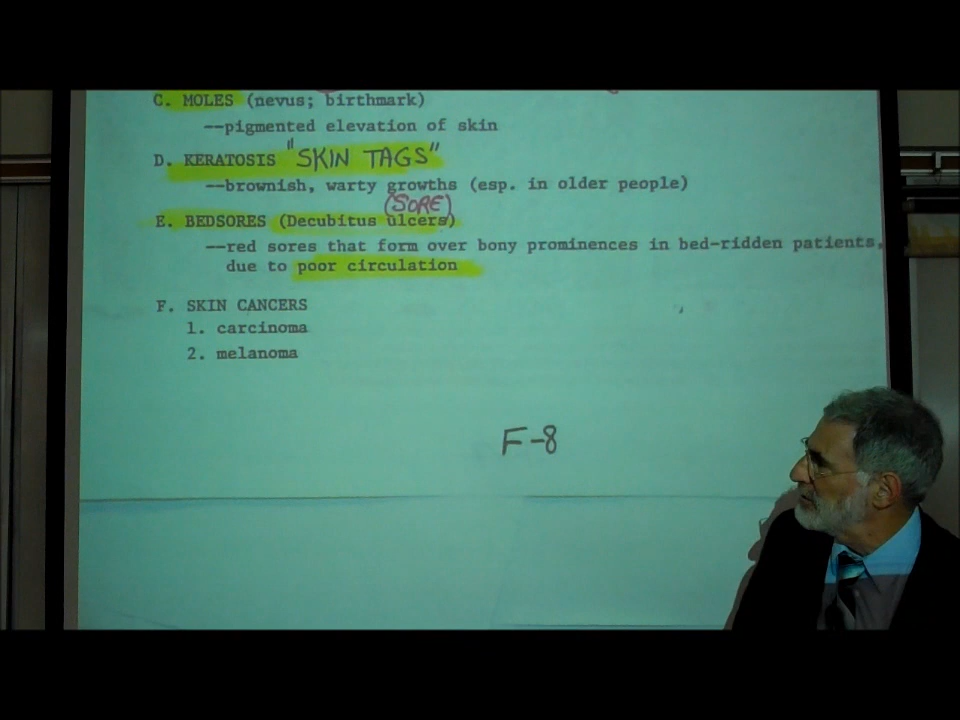 C. MOLES (nevus; birthmark)
--pigmented elevation of skin
D. KERATOSIS "SKIN TAGS"
--brownish, warty growths (esp. in older people)
(SORE)
E. BEDSORES (Decubitus ulcers)
--red sores that form over bony prominences in bed-ridden patients,
due to poor circulation
F. SKIN CANCERS
1. carcinoma
2. melanoma
F-8